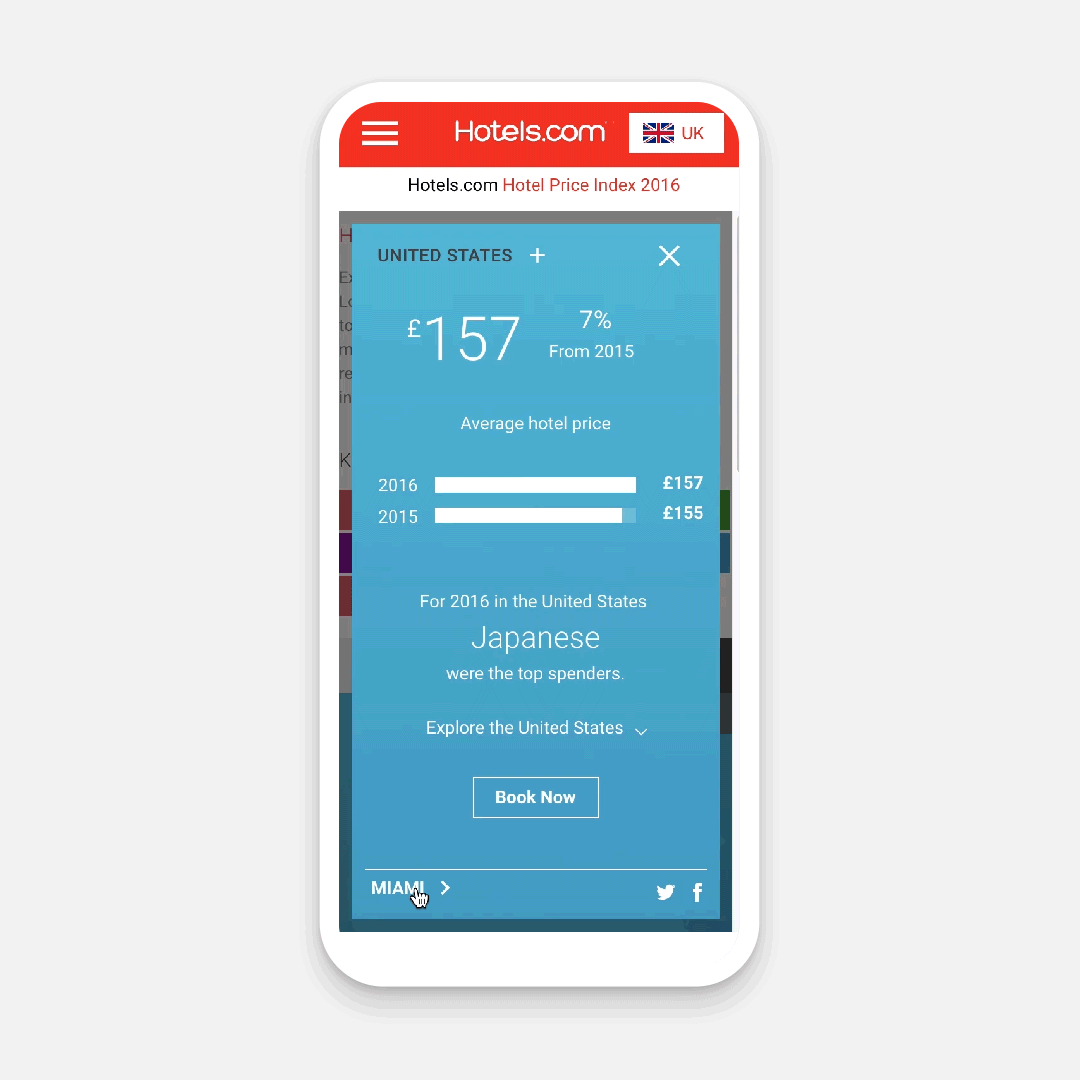 Hotels.com
UK
Hotels.com Hotel Price Index 2016
UNITED STATES +
£157
7%
From 2015
Average hotel price
2016 £157
2015 £155
For 2016 in the United States
Japanese
were the top spenders.
Explore the United States
Book Now
MIAMI